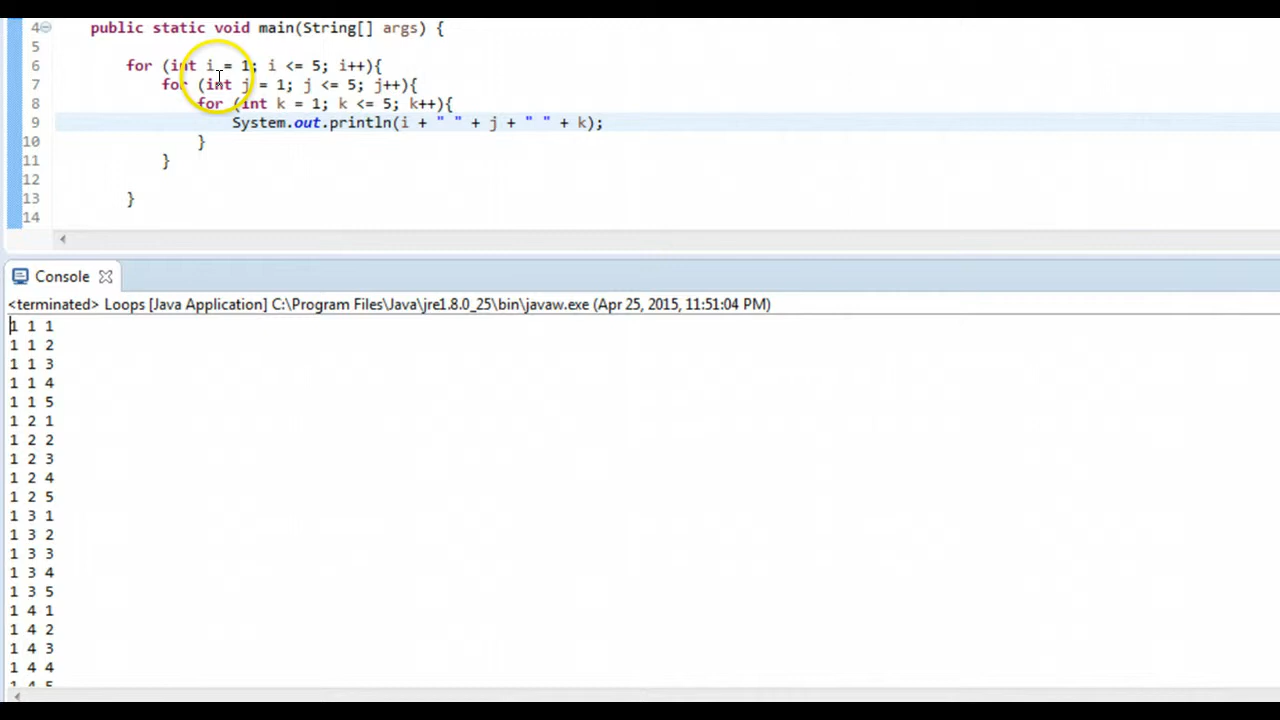 4 public static void main(String[] args) {
5
6 for (int i = 1; i <= 5; i++){
7 for (int j = 1; j <= 5; j++){
8 for (int k = 1; k <= 5; k++){
9 System.out.println(i + " " + j + " " + k);
10 }
11 }
12
13 }
14
Console
<terminated> Loops [Java Application] C:\Program Files\Java\jre1.8.0_25\bin\javaw.exe (Apr 25, 2015, 11:51:04 PM)
1 1 1
1 1 2
1 1 3
1 1 4
1 1 5
1 2 1
1 2 2
1 2 3
1 2 4
1 2 5
1 3 1
1 3 2
1 3 3
1 3 4
1 3 5
1 4 1
1 4 2
1 4 3
1 4 4
1 4 5